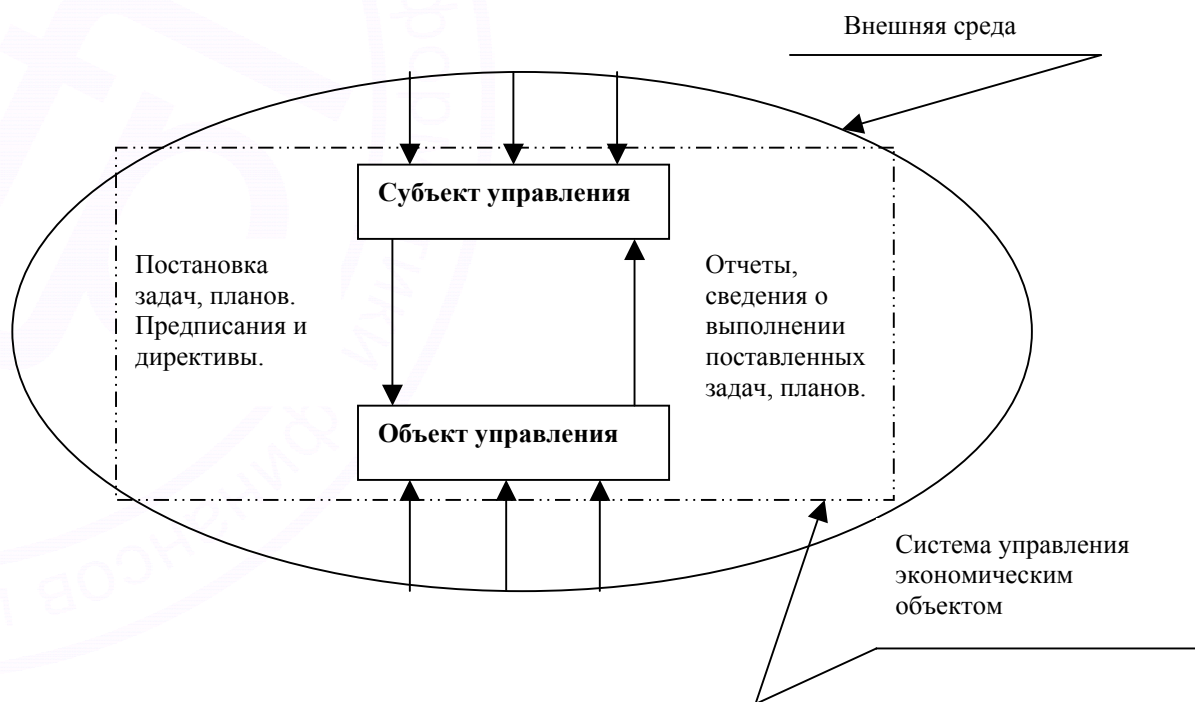 Внешняя среда
Субъект управления
Постановка
задач, планов.
Предписания и
директивы.
Отчеты,
сведения о
выполнении
поставленных
задач, планов.
Объект управления
Система управления
экономическим
объектом